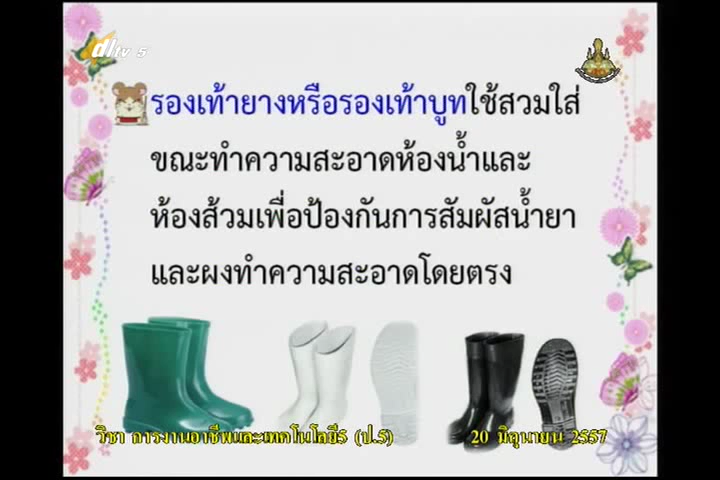 dltv 5
รองเท้ายางหรือรองเท้าบูทใช้สวมใส่
ขณะทำความสะอาดห้องน้ำและ
ห้องส้วมเพื่อป้องกันการสัมผัสน้ำยา
และผงทำความสะอาดโดยตรง
วิชา การงานอาชีพและเทคโนโลยี5 (ป.5) 20 มิถุนายน 2557